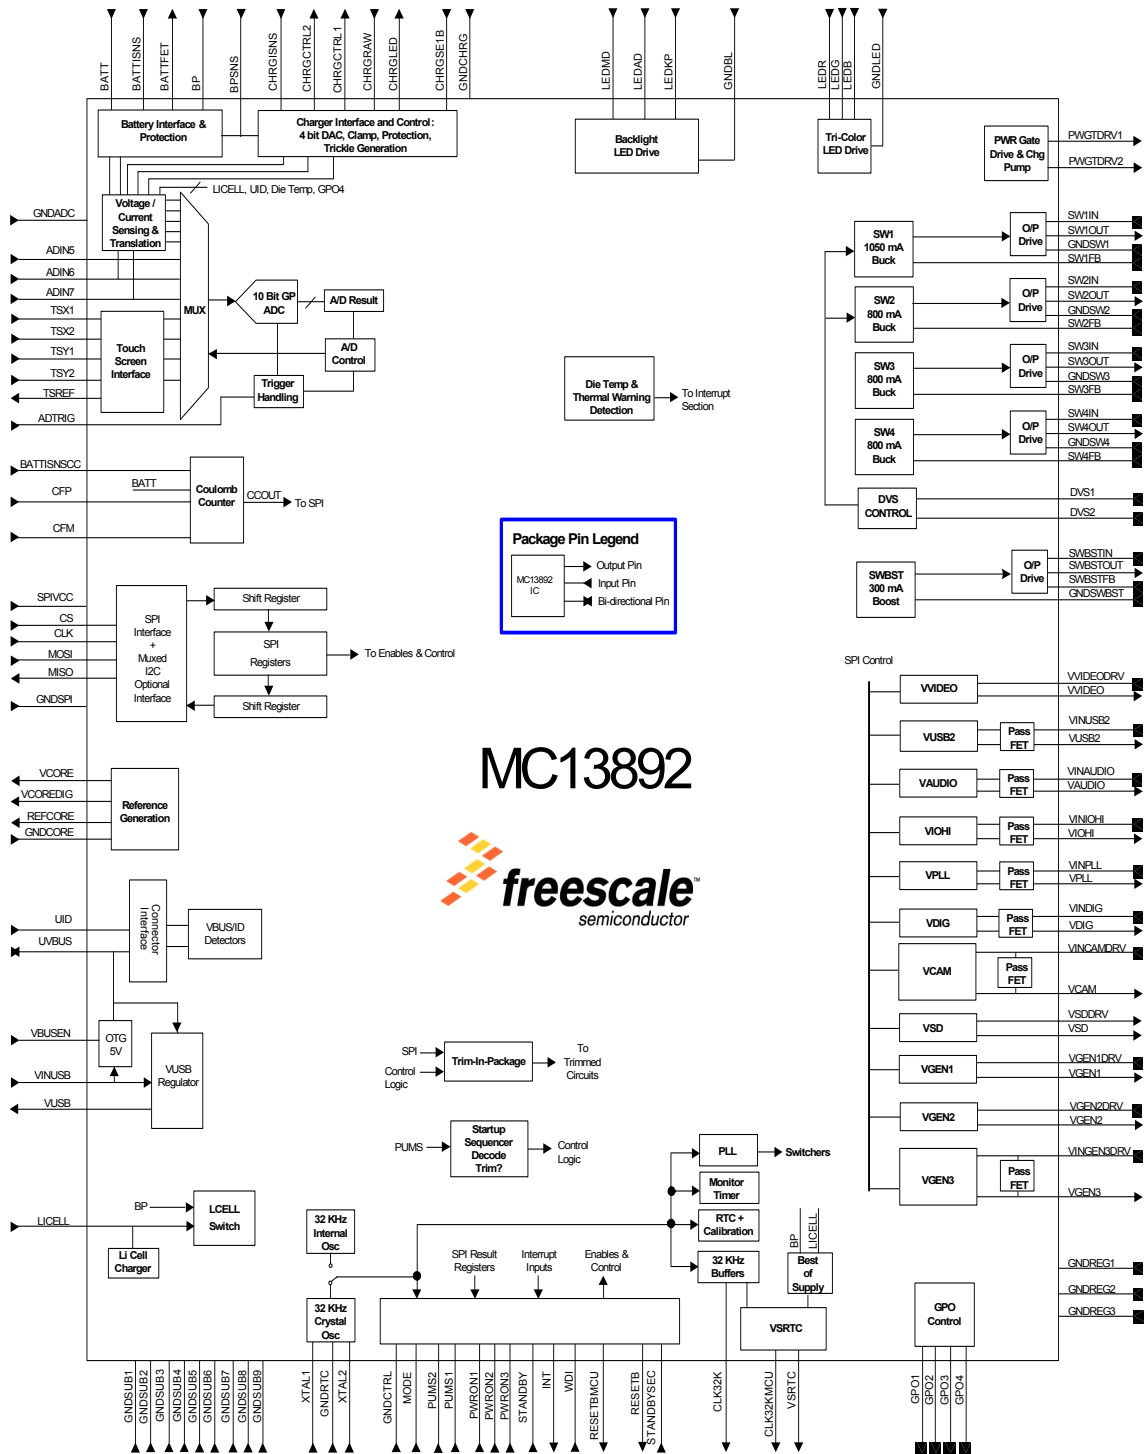 BATT
BATTISNS
BATTFET
BP
BPSNS
CHRGISNS
CHRGCTRL2
CHRGCTRL1
CHRGRAW
CHRGLED
CHRGSE1B
GNDCHRG
LEDMD
LEDAD
LEDKP
GNDBL
LEDR
LEDG
LEDB
GNDLED
Battery Interface &
Protection
Charger Interface and Control:
4 bit DAC, Clamp, Protection,
Trickle Generation
Backlight
LED Drive
Tri-Color
LED Drive
PWR Gate
Drive & Chg
Pump
PWGTDRV1
PWGTDRV2
LICELL, UID, Die Temp, GPO4
Voltage /
Current
Sensing &
Translation
GNDADC
ADIN5
ADIN6
ADIN7
TSX1
TSX2
TSY1
TSY2
TSREF
ADTRIG
MUX
10 Bit GP
ADC
A/D Result
A/D
Control
Trigger
Handling
Touch
Screen
Interface
Die Temp &
Thermal Warning
Detection
To Interrupt
Section
SW1
1050 mA
Buck
O/P
Drive
SW1IN
SW1OUT
GNDSW1
SW1FB
SW2
800 mA
Buck
O/P
Drive
SW2IN
SW2OUT
GNDSW2
SW2FB
SW3
800 mA
Buck
O/P
Drive
SW3IN
SW3OUT
GNDSW3
SW3FB
SW4
800 mA
Buck
O/P
Drive
SW4IN
SW4OUT
GNDSW4
SW4FB
DVS
CONTROL
DVS1
DVS2
SWBST
300 mA
Boost
O/P
Drive
SWBSTIN
SWBSTOUT
SWBSTFB
GNDSWBST
BATTISNSCC
BATT
CFP
CFM
Coulomb
Counter
CCOUT
To SPI
Package Pin Legend
MC13892
IC
Output Pin
Input Pin
Bi-directional Pin
SPIVCC
CS
CLK
MOSI
MISO
GNDSPI
SPI
Interface
+
Muxed
I2C
Optional
Interface
Shift Register
SPI
Registers
Shift Register
To Enables & Control
SPI Control
VVIDEO
VVIDEODRV
VVIDEO
VUSB2
Pass
FET
VINUSB2
VUSB2
VAUDIO
Pass
FET
VINAUDIO
VAUDIO
VIOHI
Pass
FET
VINIOHI
VIOHI
VPLL
Pass
FET
VINPLL
VPLL
VDIG
Pass
FET
VINDIG
VDIG
VCAM
Pass
FET
VINCAMDRV
VCAM
VSD
VSDDRV
VSD
VGEN1
VGEN1DRV
VGEN1
VGEN2
VGEN2DRV
VGEN2
VGEN3
Pass
FET
VINGEN3DRV
VGEN3
MC13892
freescale™
semiconductor
VCORE
VCOREDIG
REFCORE
GNDCORE
Reference
Generation
UID
UVBUS
Connector
Interface
VBUS/ID
Detectors
VBUSEN
VINUSB
VUSB
OTG
5V
VUSB
Regulator
SPI
Control
Logic
Trim-In-Package
To
Trimmed
Circuits
PUMS
Startup
Sequencer
Decode
Trim?
Control
Logic
PLL
Switchers
Monitor
Timer
RTC +
Calibration
32 KHz
Buffers
BP
LICELL
Best
of
Supply
VSRTC
BP
LICELL
LCELL
Switch
Li Cell
Charger
32 KHz
Internal
Osc
32 KHz
Crystal
Osc
SPI Result
Registers
Interrupt
Inputs
Enables &
Control
GPO
Control
GNDREG1
GNDREG2
GNDREG3
GNDSUB1
GNDSUB2
GNDSUB3
GNDSUB4
GNDSUB5
GNDSUB6
GNDSUB7
GNDSUB8
GNDSUB9
XTAL1
GNDRTC
XTAL2
GNDCTRL
MODE
PUMS2
PUMS1
PWRON1
PWRON2
PWRON3
STANDBY
INT
WDI
RESETBMCU
RESETB
STANDBYSEC
CLK32K
CLK32KMCU
VSRTC
GPO1
GPO2
GPO3
GPO4